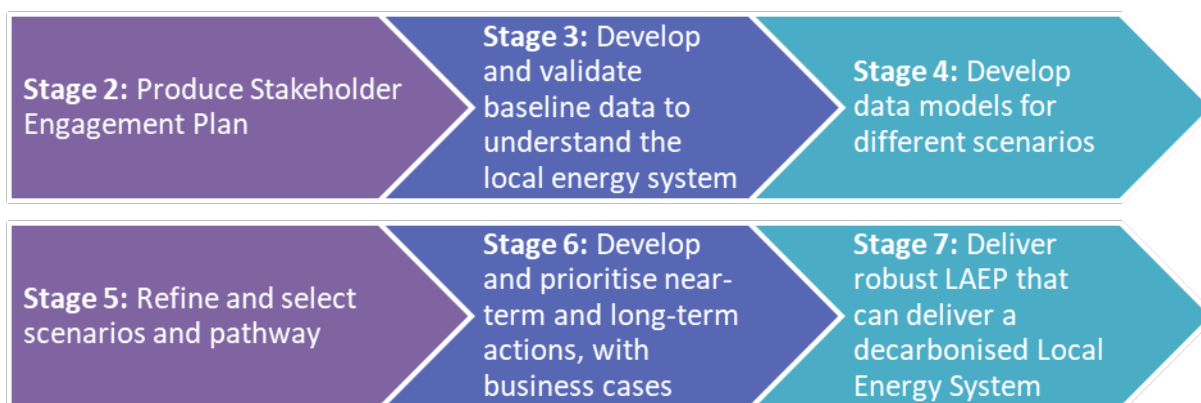 Stage 2: Produce Stakeholder
Engagement Plan
Stage 3: Develop
and validate
baseline data to
understand the
local energy system
Stage 4: Develop
data models for
different scenarios
Stage 5: Refine and select
scenarios and pathway
Stage 6: Develop
and prioritise near-
term and long-term
actions, with
business cases
Stage 7: Deliver
robust LAEP that
can deliver a
decarbonised Local
Energy System